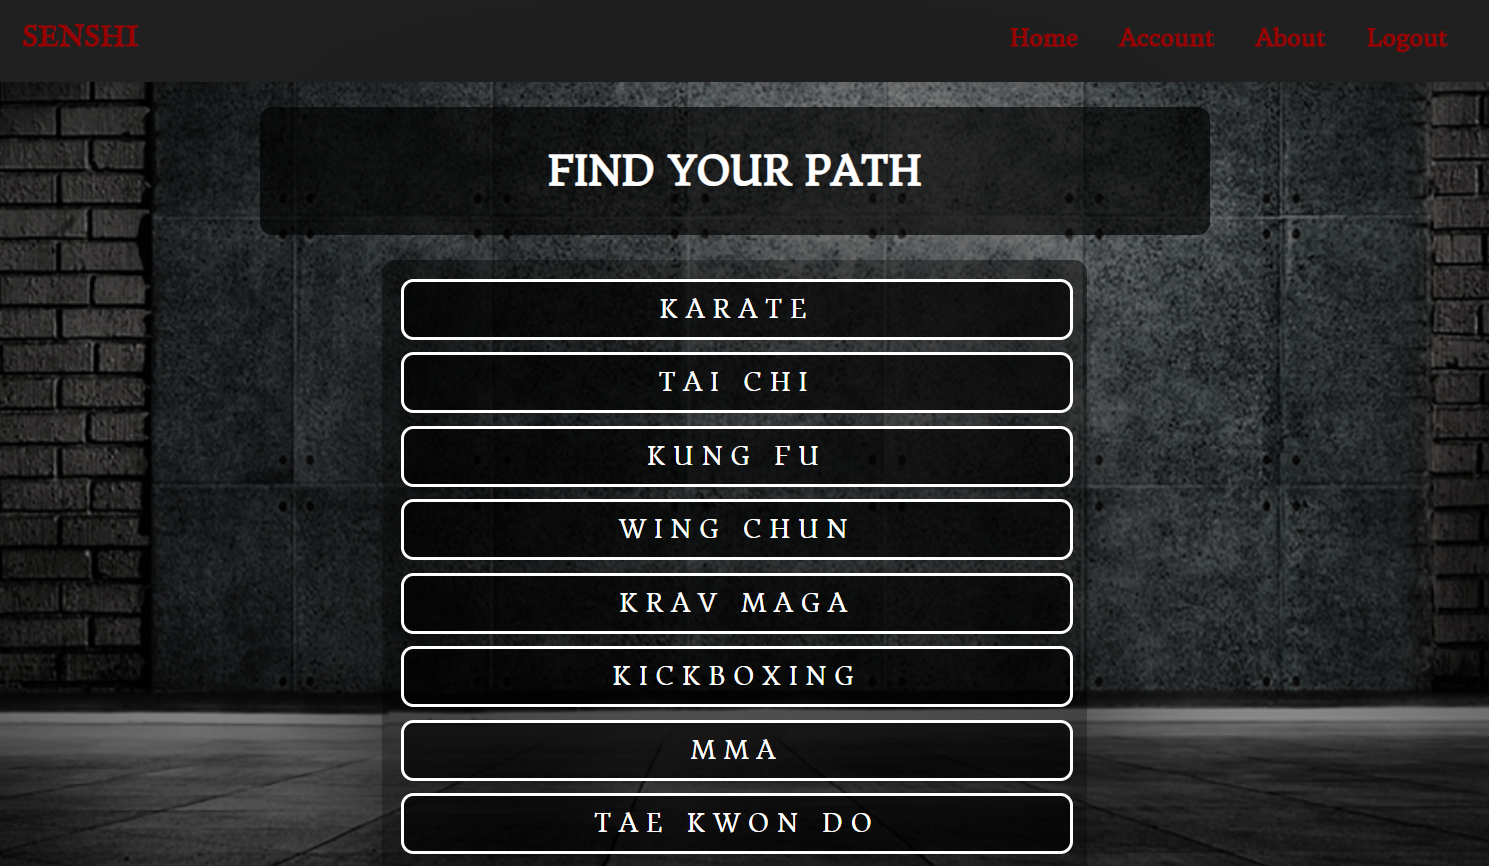 SENSHI
Home Account About Logout
FIND YOUR PATH
KARATE
TAI CHI
KUNG FU
WING CHUN
KRAV MAGA
KICKBOXING
MMA
TAE KWON DO